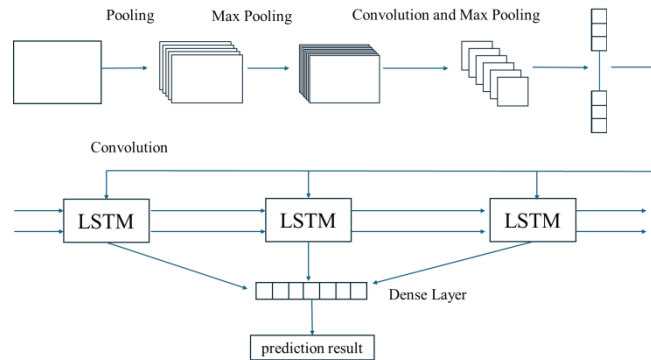 Pooling
Max Pooling
Convolution and Max Pooling
Convolution
LSTM
LSTM
LSTM
Dense Layer
prediction result